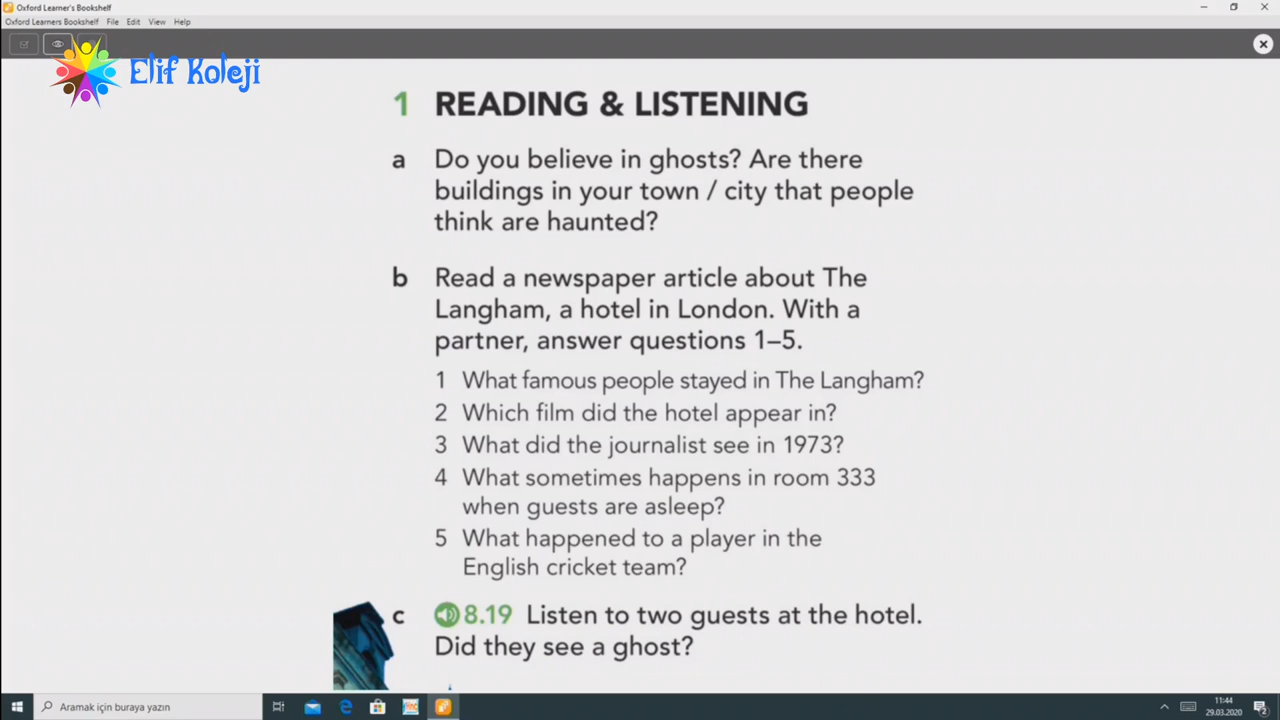 Oxford Learner's Bookshelf
Oxford Learners Bookshelf File Edit View Help
Elif Koleji
1 READING & LISTENING
a Do you believe in ghosts? Are there
buildings in your town / city that people
think are haunted?
b Read a newspaper article about The
Langham, a hotel in London. With a
partner, answer questions 1–5.
1 What famous people stayed in The Langham?
2 Which film did the hotel appear in?
3 What did the journalist see in 1973?
4 What sometimes happens in room 333
when guests are asleep?
5 What happened to a player in the
English cricket team?
c 8.19 Listen to two guests at the hotel.
Did they see a ghost?
Aramak için buraya yazın
11:44
29.03.2020
2